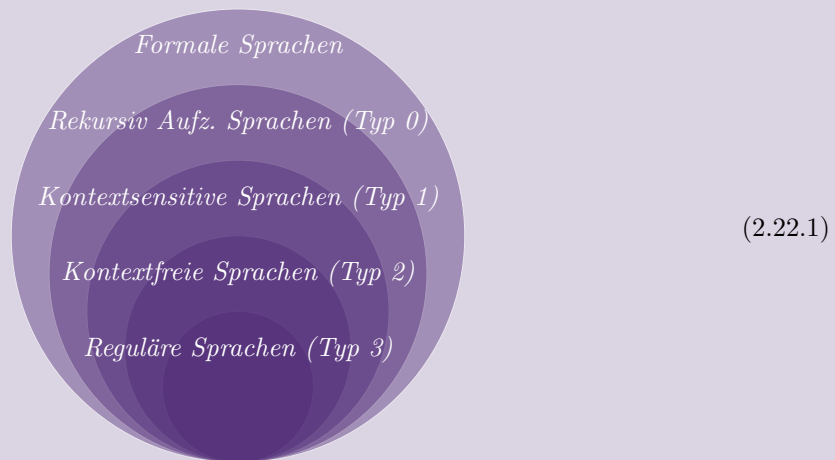 Formale Sprachen
Rekursiv Aufz. Sprachen (Typ 0)
Kontextsensitive Sprachen (Typ 1)
(2.22.1)
Kontextfreie Sprachen (Typ 2)
Reguläre Sprachen (Typ 3)